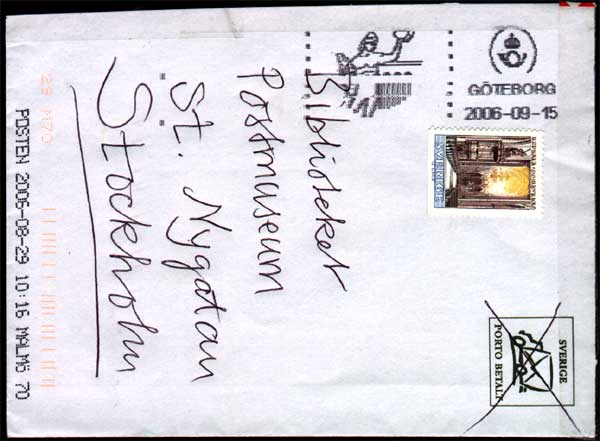 Biblioteket
Postmuseum
St. Nygatan
Stockholm
GÖTEBORG
2006-09-15
SVERIGE
SVERIGE
PORTO BETALT
POSTEN 2006-08-29 10:16 MALMÖ 70